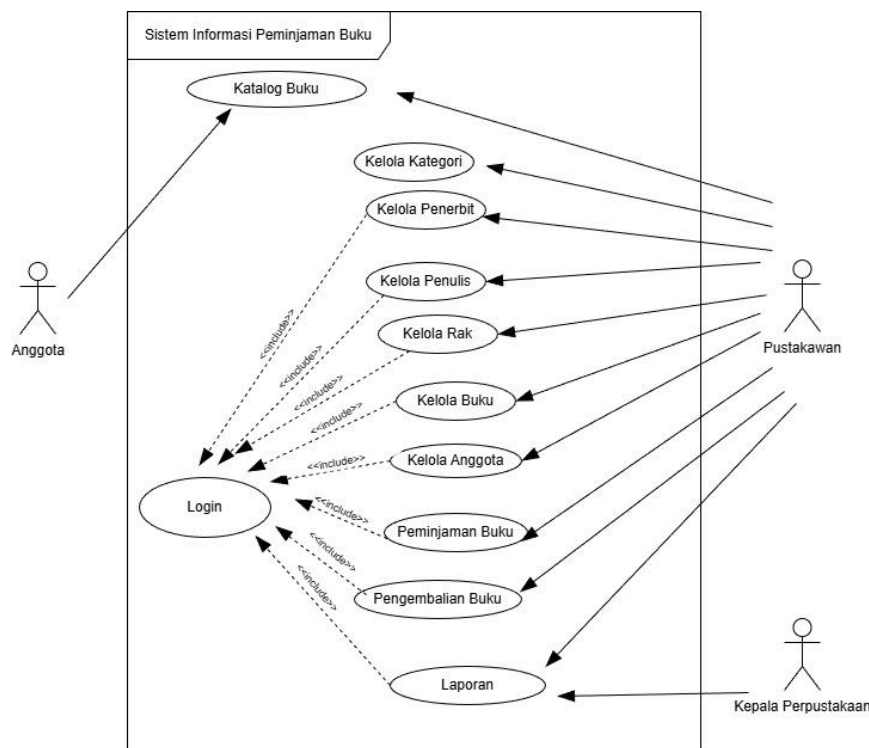 Sistem Informasi Peminjaman Buku
Katalog Buku
Kelola Kategori
Kelola Penerbit
Kelola Penulis
<<include>>
Anggota
Pustakawan
Kelola Rak
<<include>>
<<include>>
Kelola Buku
<<include>>
Kelola Anggota
<<include>>
Login
<<include>>
Peminjaman Buku
<<include>>
Pengembalian Buku
<<include>>
Laporan
Kepala Perpustakaan